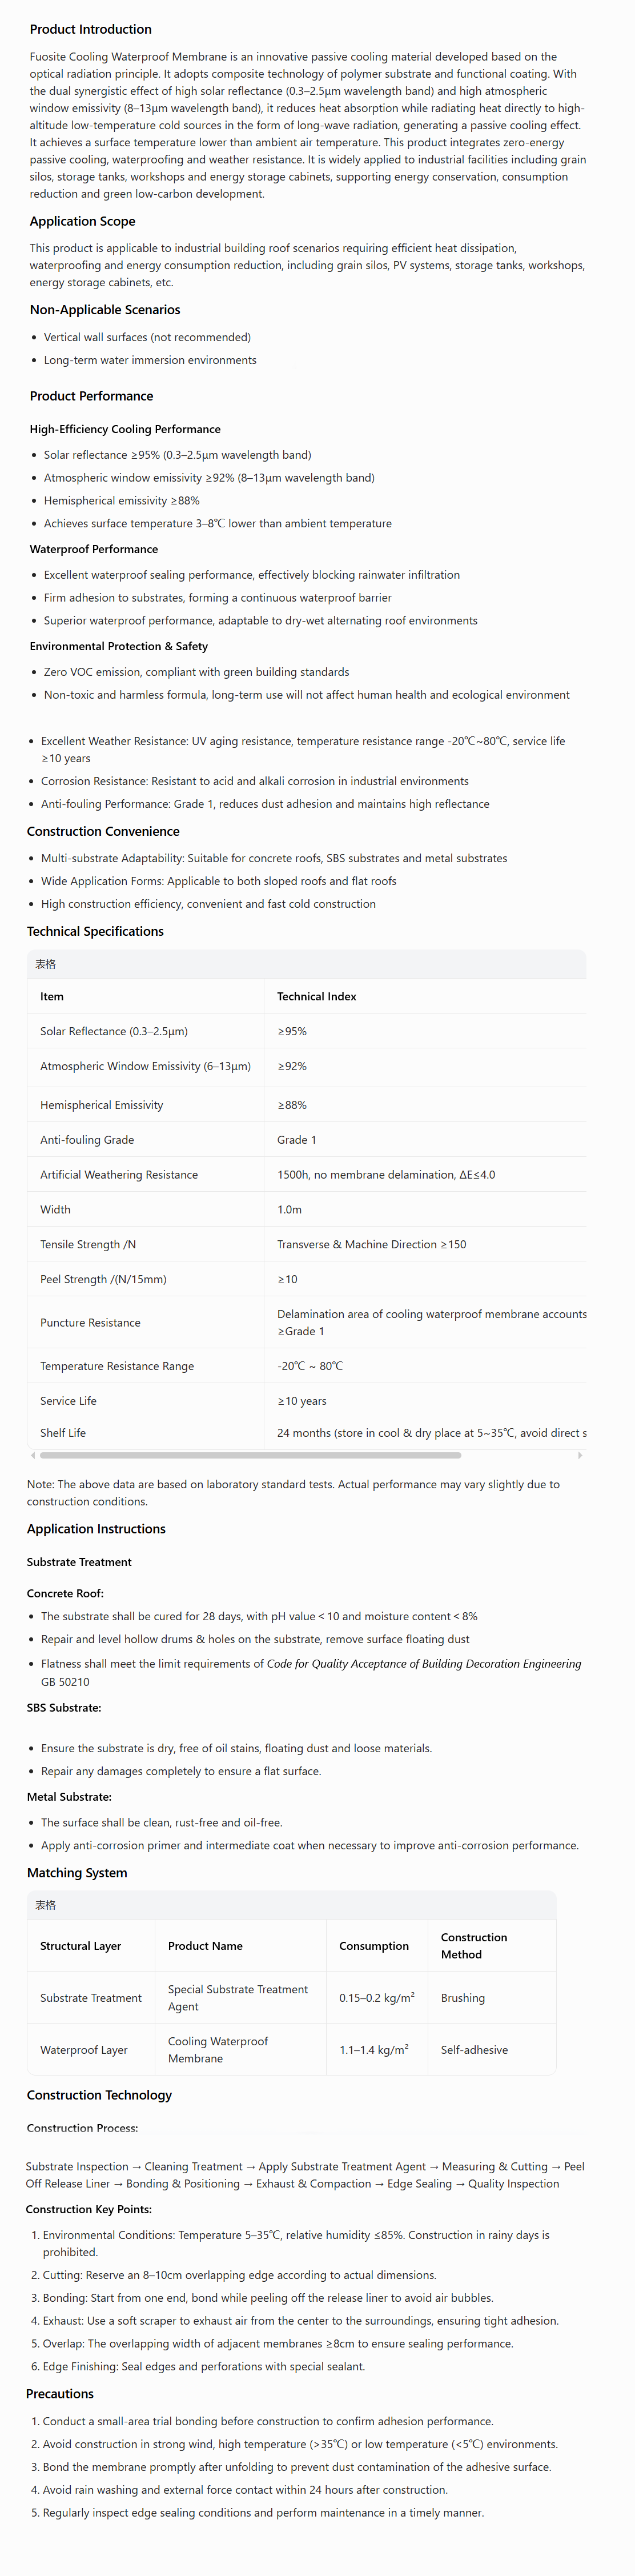 Product Introduction
Fuosite Cooling Waterproof Membrane is an innovative passive cooling material developed based on the
optical radiation principle. It adopts composite technology of polymer substrate and functional coating. With
the dual synergistic effect of high solar reflectance (0.3–2.5μm wavelength band) and high atmospheric
window emissivity (8–13μm wavelength band), it reduces heat absorption while radiating heat directly to high-
altitude low-temperature cold sources in the form of long-wave radiation, generating a passive cooling effect.
It achieves a surface temperature lower than ambient air temperature. This product integrates zero-energy
passive cooling, waterproofing and weather resistance. It is widely applied to industrial facilities including grain
silos, storage tanks, workshops and energy storage cabinets, supporting energy conservation, consumption
reduction and green low-carbon development.
Application Scope
This product is applicable to industrial building roof scenarios requiring efficient heat dissipation,
waterproofing and energy consumption reduction, including grain silos, PV systems, storage tanks, workshops,
energy storage cabinets, etc.
Non-Applicable Scenarios
• Vertical wall surfaces (not recommended)
• Long-term water immersion environments
Product Performance
High-Efficiency Cooling Performance
• Solar reflectance ≥95% (0.3–2.5μm wavelength band)
• Atmospheric window emissivity ≥92% (8–13μm wavelength band)
• Hemispherical emissivity ≥88%
• Achieves surface temperature 3–8℃ lower than ambient temperature
Waterproof Performance
• Excellent waterproof sealing performance, effectively blocking rainwater infiltration
• Firm adhesion to substrates, forming a continuous waterproof barrier
• Superior waterproof performance, adaptable to dry-wet alternating roof environments
Environmental Protection & Safety
• Zero VOC emission, compliant with green building standards
• Non-toxic and harmless formula, long-term use will not affect human health and ecological environment
• Excellent Weather Resistance: UV aging resistance, temperature resistance range -20℃~80℃, service life
≥10 years
• Corrosion Resistance: Resistant to acid and alkali corrosion in industrial environments
• Anti-fouling Performance: Grade 1, reduces dust adhesion and maintains high reflectance
Construction Convenience
• Multi-substrate Adaptability: Suitable for concrete roofs, SBS substrates and metal substrates
• Wide Application Forms: Applicable to both sloped roofs and flat roofs
• High construction efficiency, convenient and fast cold construction
Technical Specifications
表格
Item Technical Index
Solar Reflectance (0.3–2.5μm) ≥95%
Atmospheric Window Emissivity (6–13μm) ≥92%
Hemispherical Emissivity ≥88%
Anti-fouling Grade Grade 1
Artificial Weathering Resistance 1500h, no membrane delamination, ΔE≤4.0
Width 1.0m
Tensile Strength /N Transverse & Machine Direction ≥150
Peel Strength /(N/15mm) ≥10
Puncture Resistance Delamination area of cooling waterproof membrane accounts
≥Grade 1
Temperature Resistance Range -20℃ ~ 80℃
Service Life ≥10 years
Shelf Life 24 months (store in cool & dry place at 5~35℃, avoid direct s
Note: The above data are based on laboratory standard tests. Actual performance may vary slightly due to
construction conditions.
Application Instructions
Substrate Treatment
Concrete Roof:
• The substrate shall be cured for 28 days, with pH value < 10 and moisture content < 8%
• Repair and level hollow drums & holes on the substrate, remove surface floating dust
• Flatness shall meet the limit requirements of Code for Quality Acceptance of Building Decoration Engineering
GB 50210
SBS Substrate:
• Ensure the substrate is dry, free of oil stains, floating dust and loose materials.
• Repair any damages completely to ensure a flat surface.
Metal Substrate:
• The surface shall be clean, rust-free and oil-free.
• Apply anti-corrosion primer and intermediate coat when necessary to improve anti-corrosion performance.
Matching System
表格
Structural Layer Product Name Consumption Construction
Method
Substrate Treatment Special Substrate Treatment
Agent 0.15–0.2 kg/m² Brushing
Waterproof Layer Cooling Waterproof
Membrane 1.1–1.4 kg/m² Self-adhesive
Construction Technology
Construction Process:
Substrate Inspection → Cleaning Treatment → Apply Substrate Treatment Agent → Measuring & Cutting → Peel
Off Release Liner → Bonding & Positioning → Exhaust & Compaction → Edge Sealing → Quality Inspection
Construction Key Points:
1. Environmental Conditions: Temperature 5–35℃, relative humidity ≤85%. Construction in rainy days is
prohibited.
2. Cutting: Reserve an 8–10cm overlapping edge according to actual dimensions.
3. Bonding: Start from one end, bond while peeling off the release liner to avoid air bubbles.
4. Exhaust: Use a soft scraper to exhaust air from the center to the surroundings, ensuring tight adhesion.
5. Overlap: The overlapping width of adjacent membranes ≥8cm to ensure sealing performance.
6. Edge Finishing: Seal edges and perforations with special sealant.
Precautions
1. Conduct a small-area trial bonding before construction to confirm adhesion performance.
2. Avoid construction in strong wind, high temperature (>35℃) or low temperature (<5℃) environments.
3. Bond the membrane promptly after unfolding to prevent dust contamination of the adhesive surface.
4. Avoid rain washing and external force contact within 24 hours after construction.
5. Regularly inspect edge sealing conditions and perform maintenance in a timely manner.